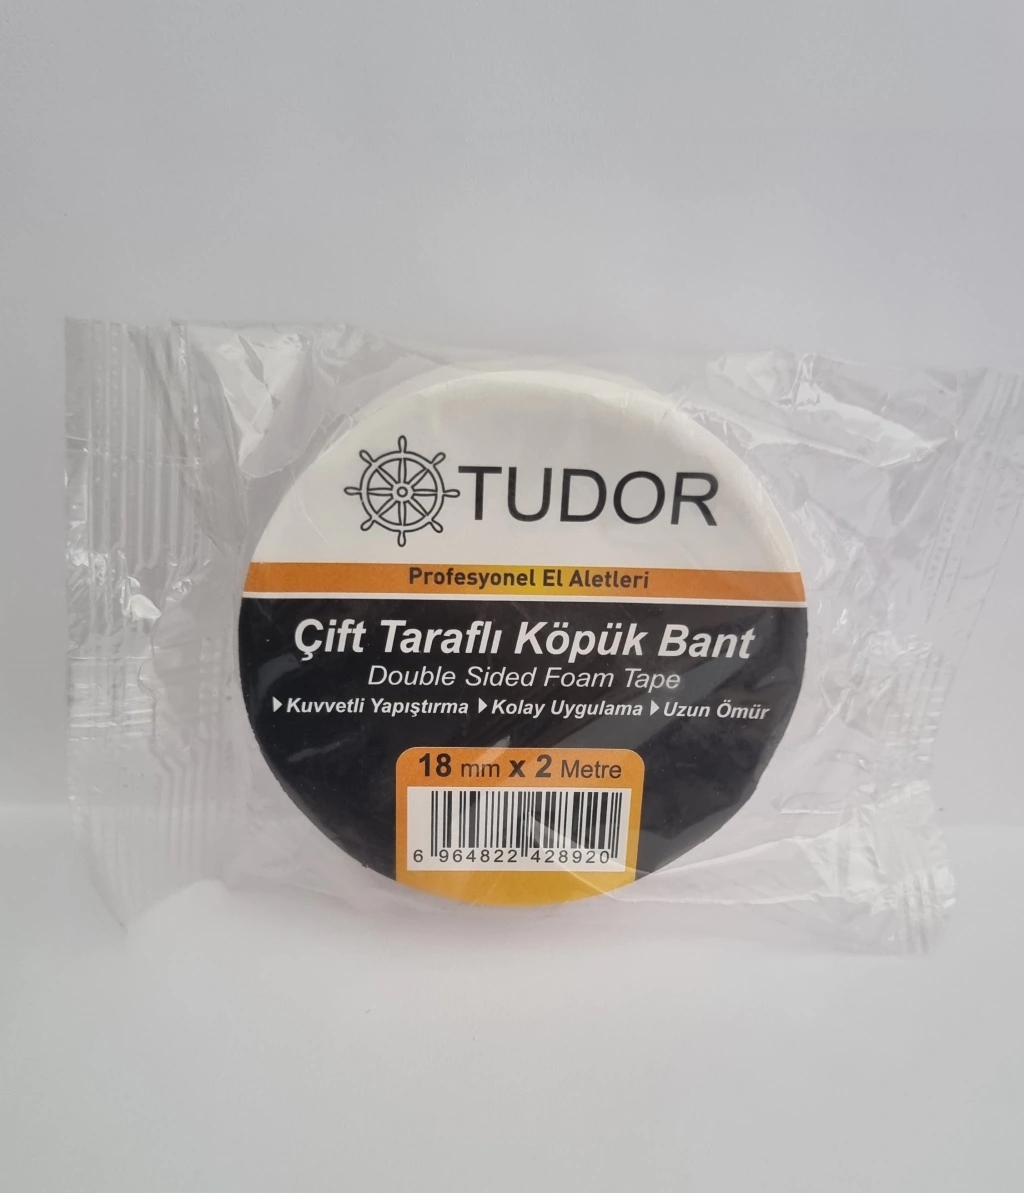 TUDOR
Profesyonel El Aletleri
Çift Taraflı Köpük Bant
Double Sided Foam Tape
Kuvvetli Yapıştırma Kolay Uygulama Uzun Ömür
18 mm x 2 Metre
6 964822 428920